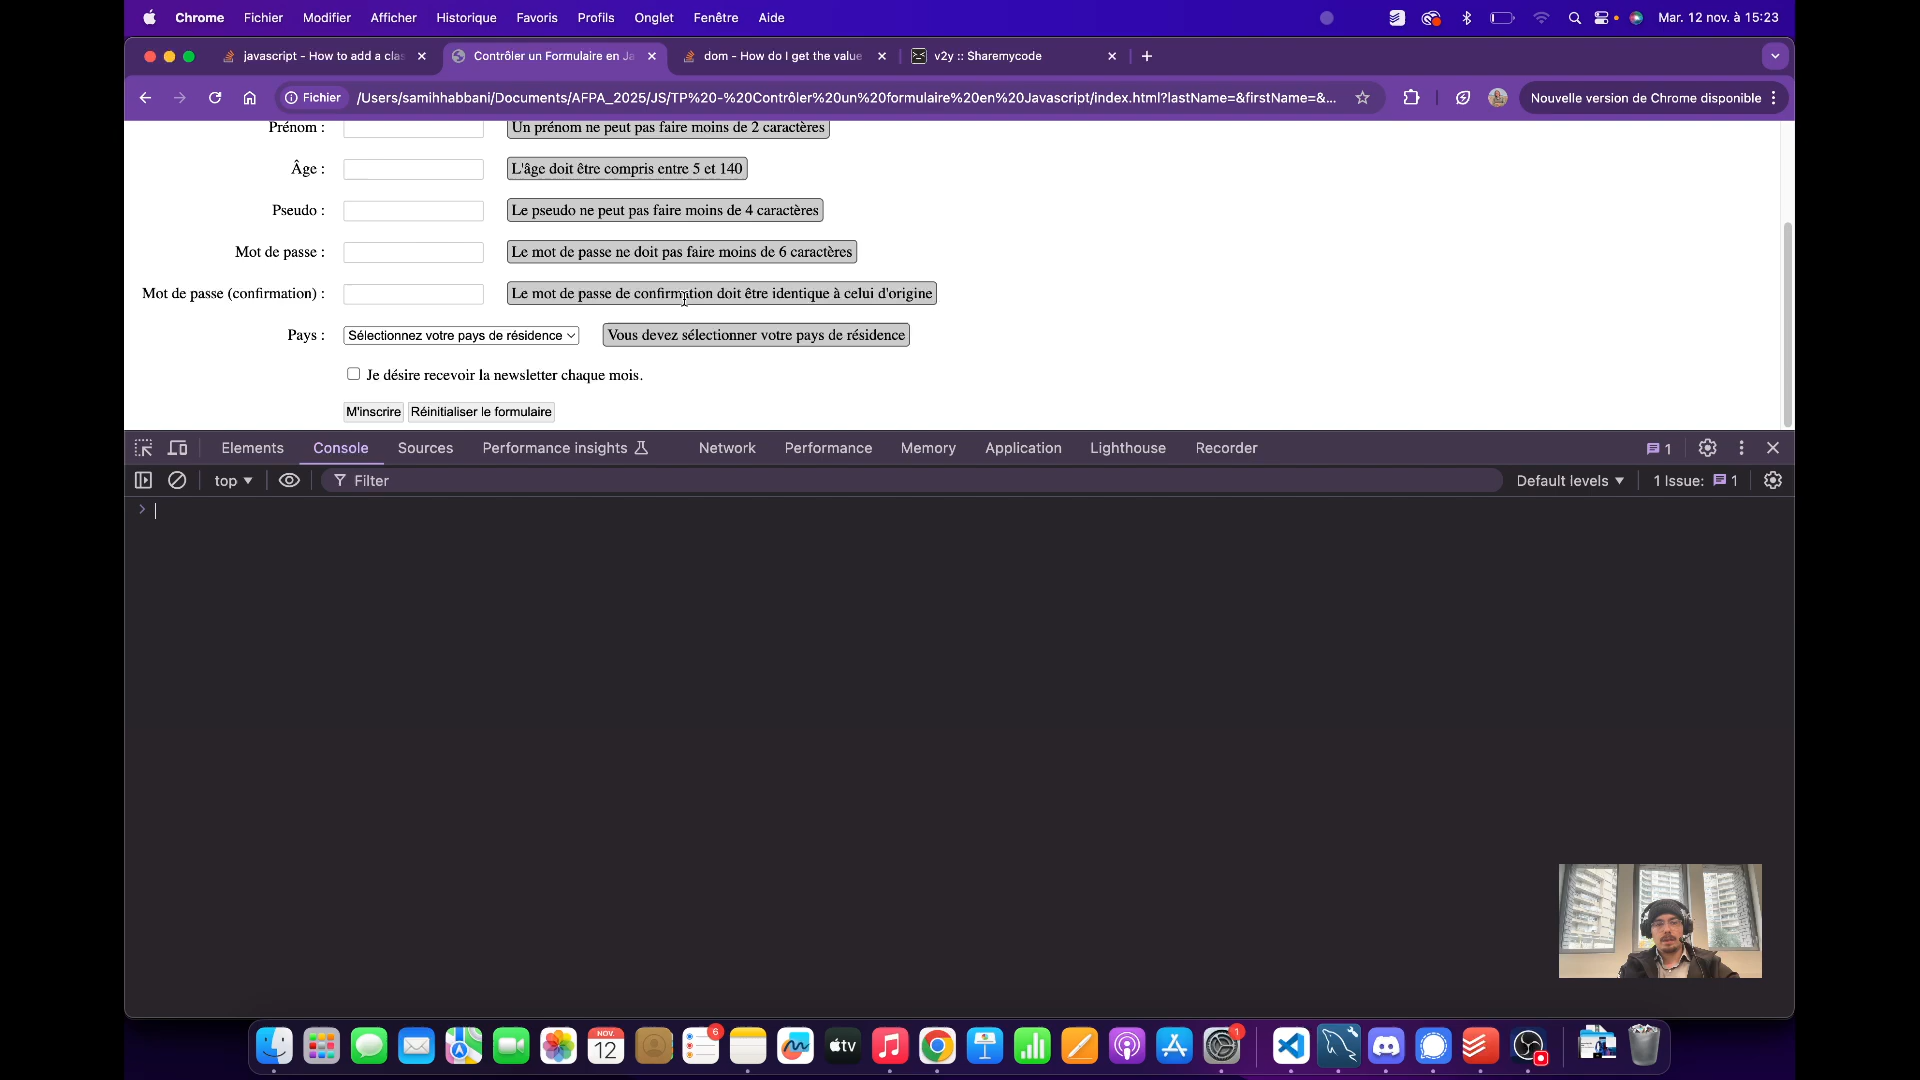 Chrome Fichier Modifier Afficher Historique Favoris Profils Onglet Fenêtre Aide Mar. 12 nov. à 15:23
javascript - How to add a clas Contrôler un Formulaire en Ja dom - How do I get the value v2y :: Sharemycode
Fichier /Users/samihhabbani/Documents/AFPA_2025/JS/TP%20-%20Contrôler%20un%20formulaire%20en%20Javascript/index.html?lastName=&firstName=&... Nouvelle version de Chrome disponible
Prénom : Un prénom ne peut pas faire moins de 2 caractères
Âge : L'âge doit être compris entre 5 et 140
Pseudo : Le pseudo ne peut pas faire moins de 4 caractères
Mot de passe : Le mot de passe ne doit pas faire moins de 6 caractères
Mot de passe (confirmation) : Le mot de passe de confirmation doit être identique à celui d'origine
Pays : Sélectionnez votre pays de résidence Vous devez sélectionner votre pays de résidence
Je désire recevoir la newsletter chaque mois.
M'inscrire Réinitialiser le formulaire
Elements Console Sources Performance insights Network Performance Memory Application Lighthouse Recorder 1
top Filter Default levels 1 Issue: 1
NOV. 12 6 tv 1